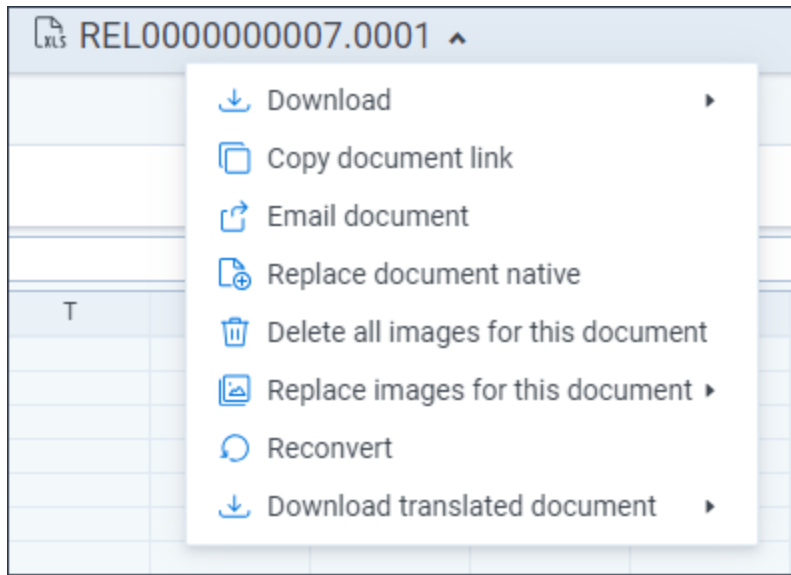 XLS REL0000000007.0001
Download
Copy document link
Email document
Replace document native
T
Delete all images for this document
Replace images for this document
Reconvert
Download translated document